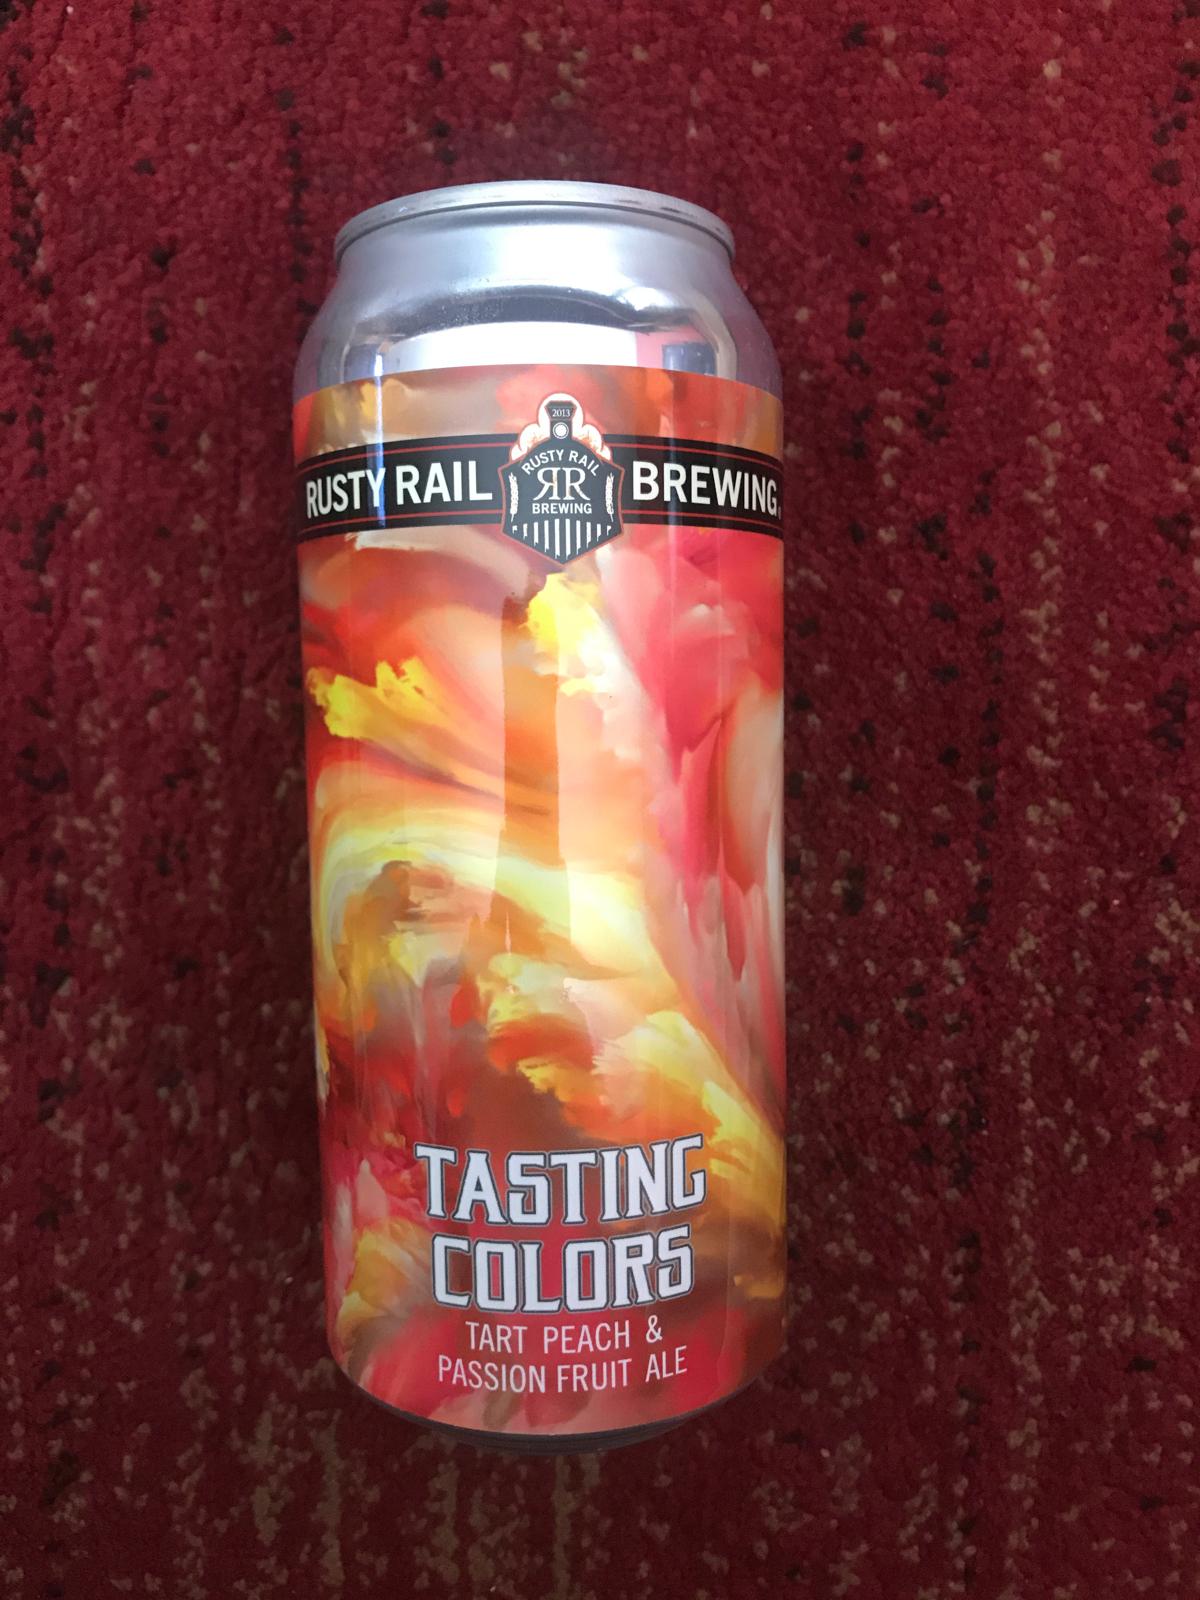 2013
RUSTY RAIL
RUSTY RAIL
RR
BREWING
BREWING
TASTING
COLORS
TART PEACH &
PASSION FRUIT ALE